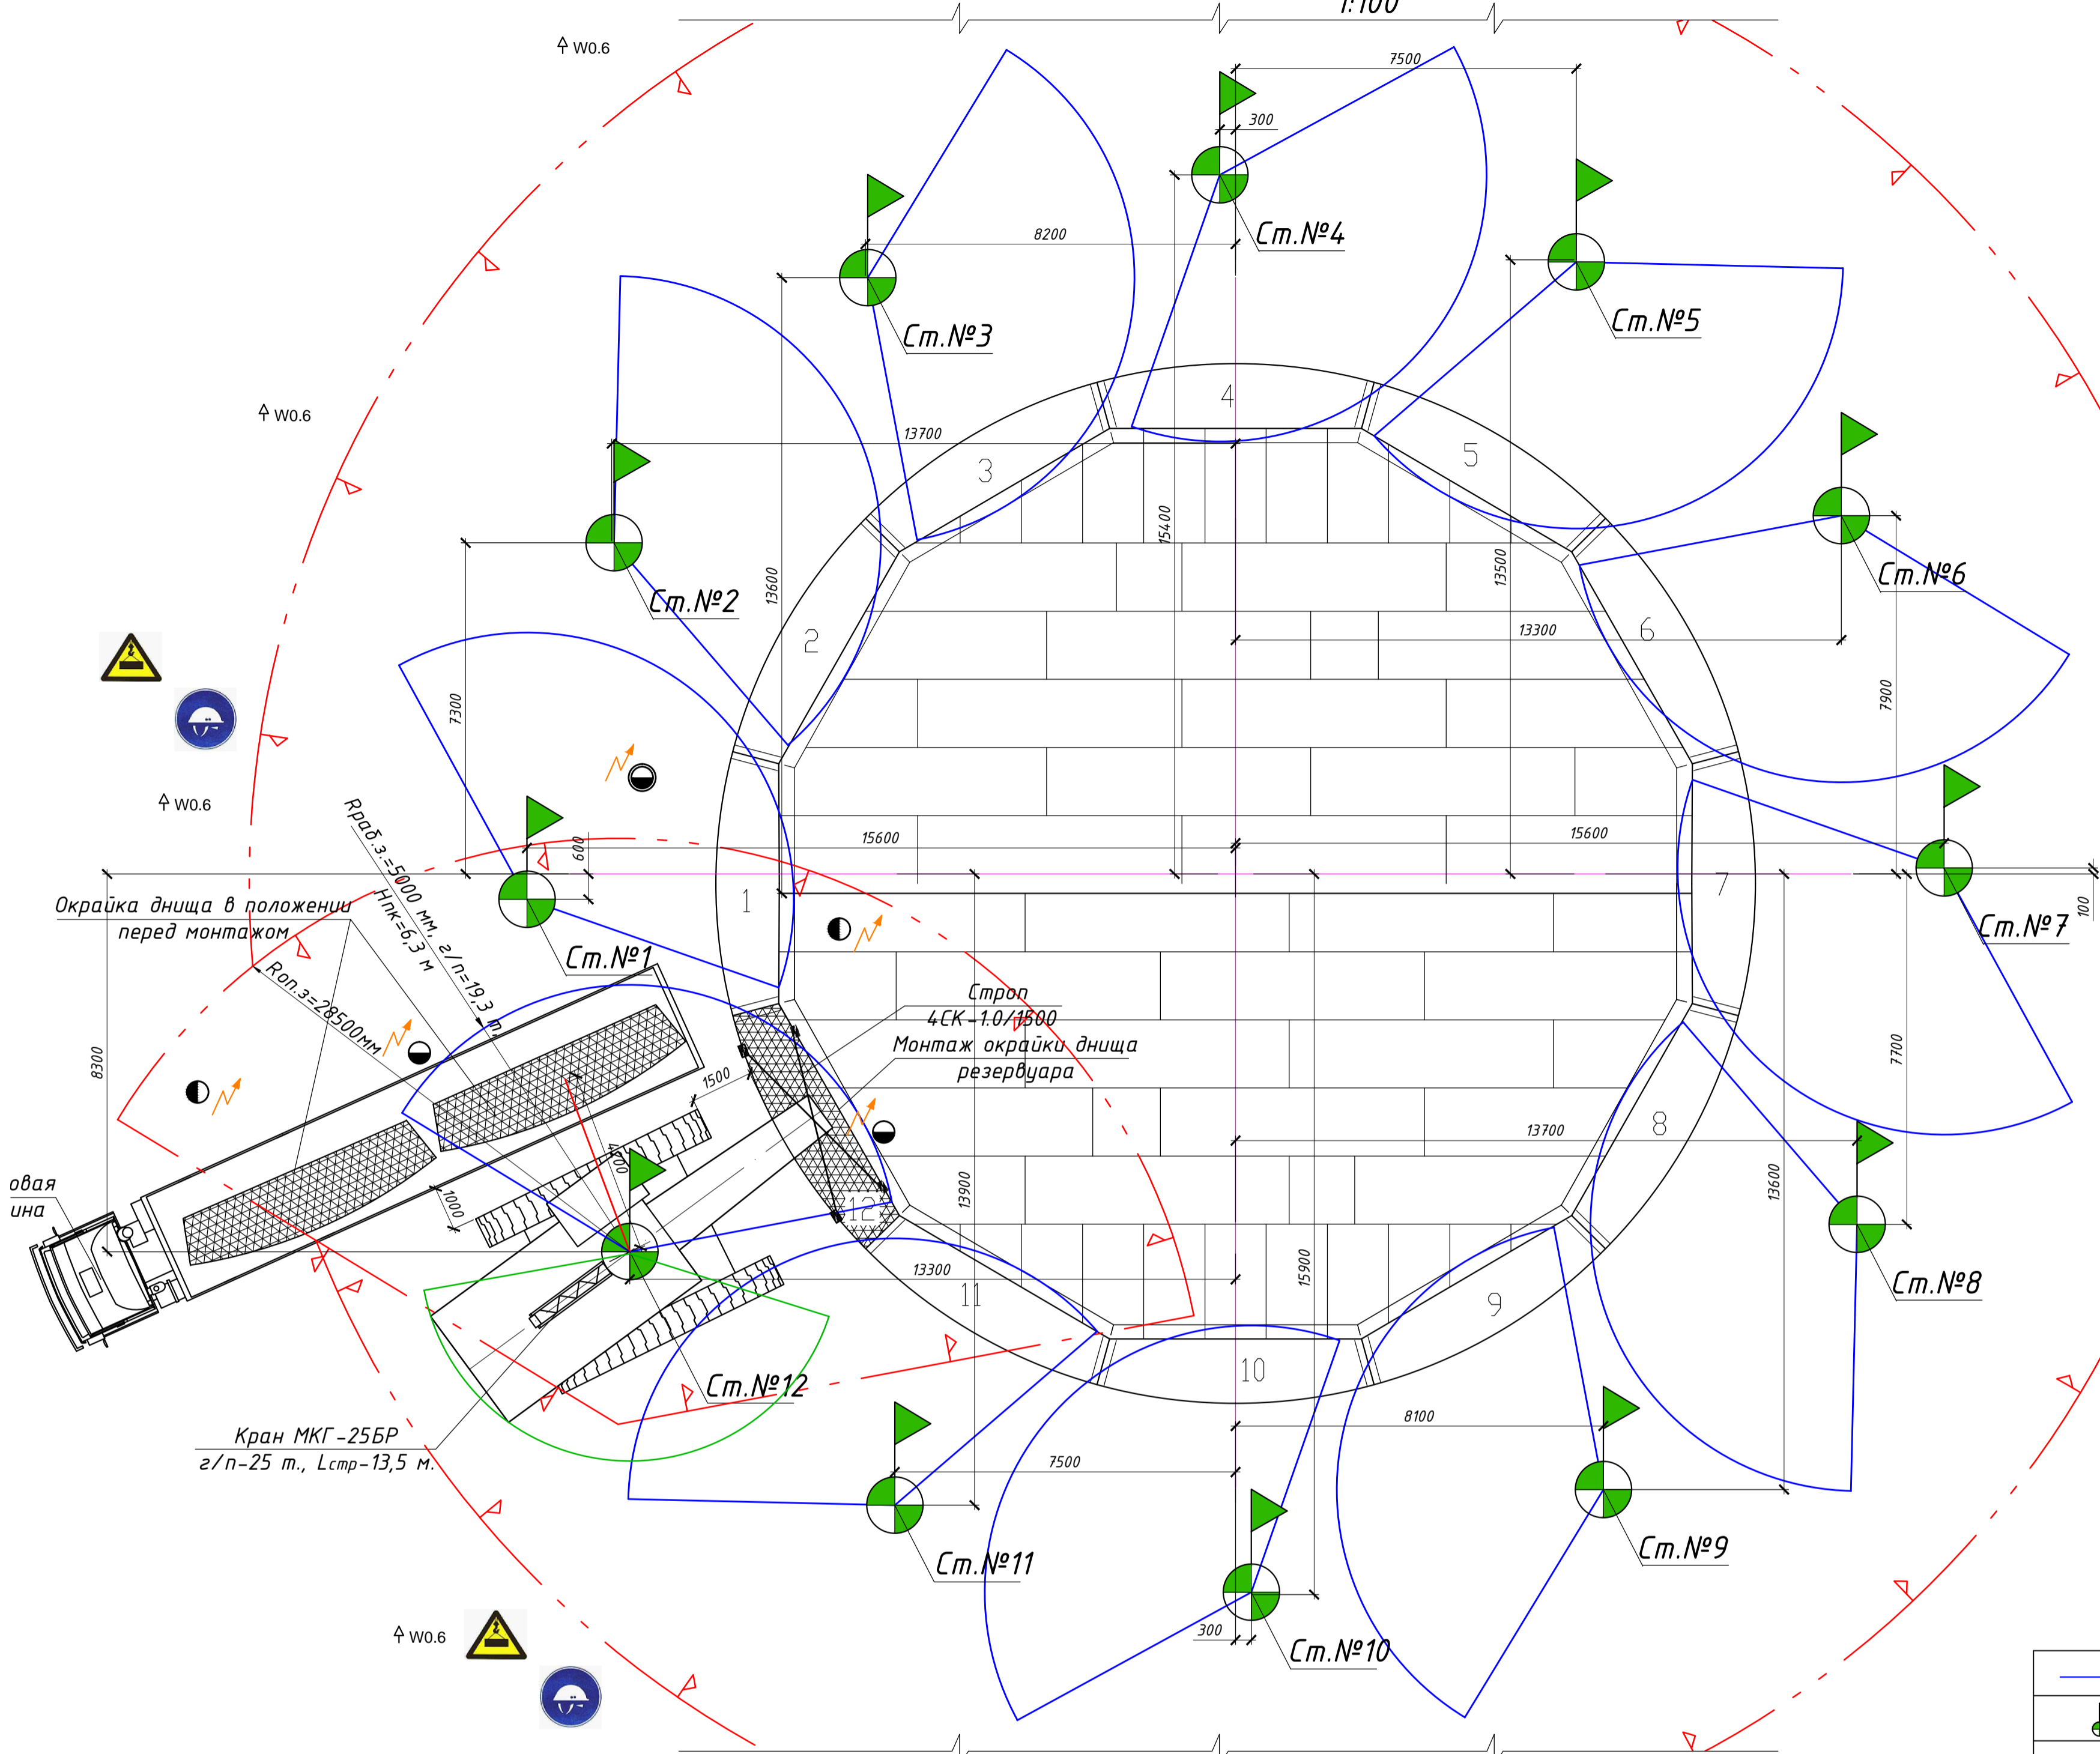 1:100
W0.6
7500
300
Ст.№4
8200
Ст.№3
Ст.№5
W0.6
4
13700
5
3
15400
13500
13600
Ст.№2
Ст.№6
2
6
13300
7300
7900
W0.6
Rраб.з.=5000 мм, г/п=19,3 т,
Нпк=6,3 м
600
15600
15600
Окрайка днища в положении
перед монтажом
1
7
100
Ст.№1
Ст.№7
Rоп.з=28500мм
Строп
4СК-1.0/1500
Монтаж окрайки днища
резервуара
8300
1500
7700
4200
13700
8
13900
13600
овая
ина
1000
12
13300
15900
11
9
Ст.№8
10
Ст.№12
Кран МКГ-25БР
г/п-25 т., Lстр-13,5 м.
8100
7500
Ст.№11
Ст.№9
W0.6
300
Ст.№10